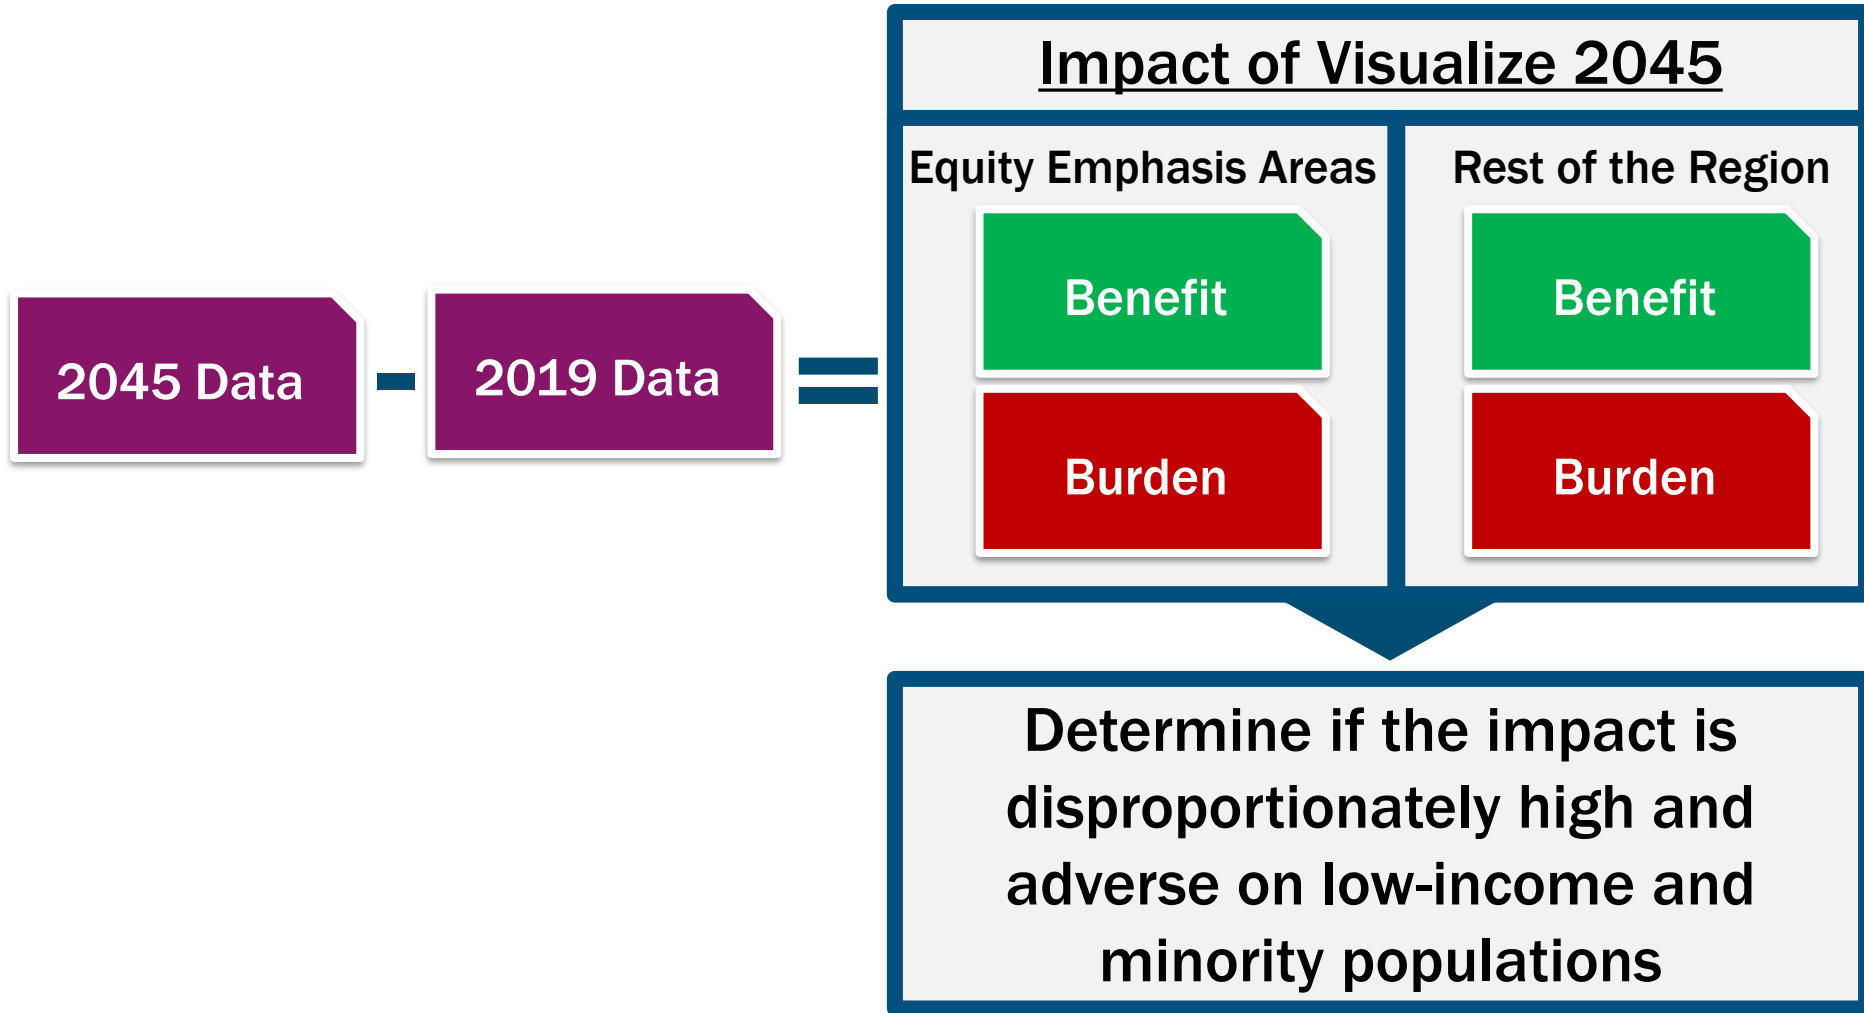 Impact of Visualize 2045
Equity Emphasis Areas
Rest of the Region
Benefit
Benefit
2045 Data
-
2019 Data
=
Burden
Burden
Determine if the impact is
disproportionately high and
adverse on low-income and
minority populations